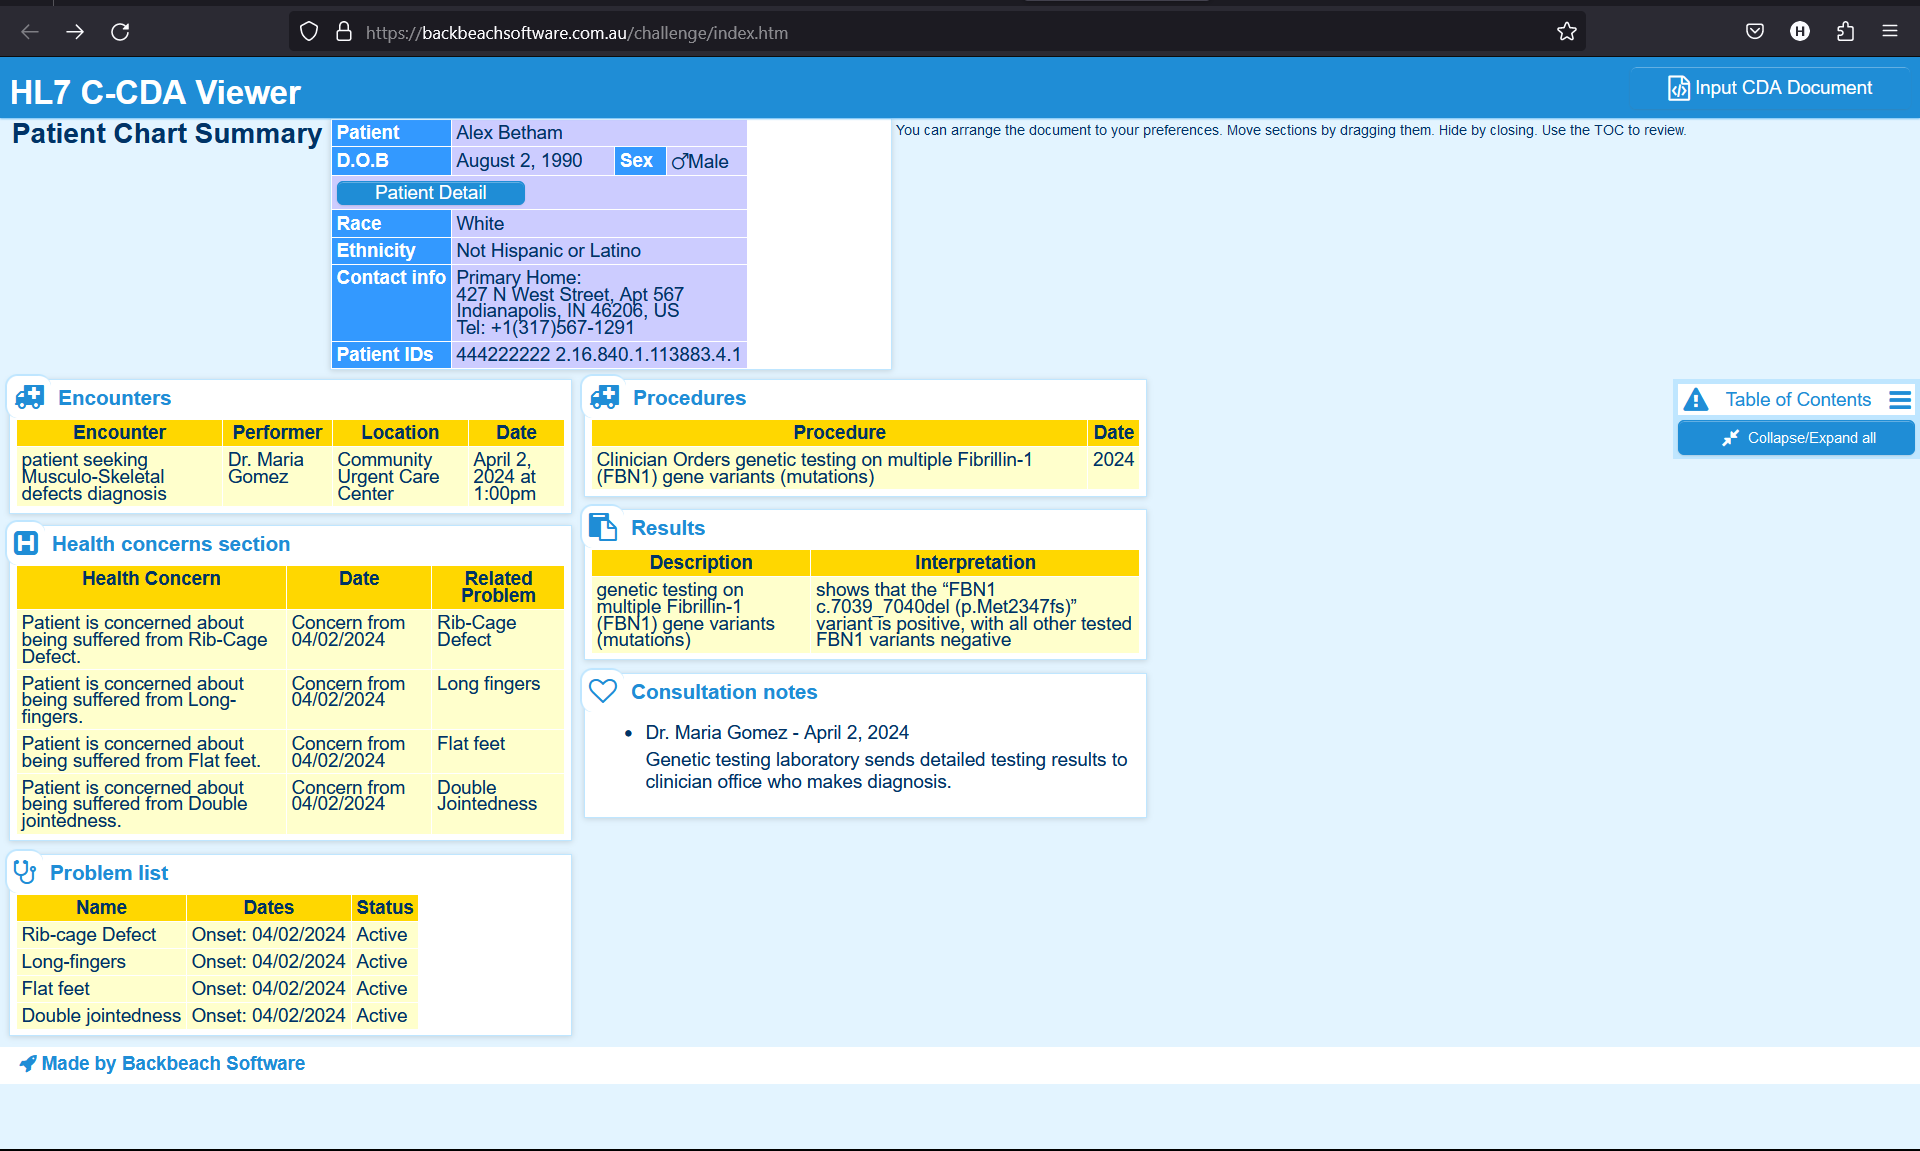 https://backbeachsoftware.com.au/challenge/index.htm
H
HL7 C-CDA Viewer
Input CDA Document
Patient Chart Summary
Patient
Alex Betham
D.O.B
August 2, 1990
Sex
♂Male
Patient Detail
Race
White
Ethnicity
Not Hispanic or Latino
Contact info
Primary Home:
427 N West Street, Apt 567
Indianapolis, IN 46206, US
Tel: +1(317)567-1291
Patient IDs
444222222 2.16.840.1.113883.4.1
You can arrange the document to your preferences. Move sections by dragging them. Hide by closing. Use the TOC to review.
Encounters
Encounter
Performer
Location
Date
patient seeking
Musculo-Skeletal
defects diagnosis
Dr. Maria
Gomez
Community
Urgent Care
Center
April 2,
2024 at
1:00pm
H
Health concerns section
Health Concern
Date
Related
Problem
Patient is concerned about
being suffered from Rib-Cage
Defect.
Concern from
04/02/2024
Rib-Cage
Defect
Patient is concerned about
being suffered from Long-
fingers.
Concern from
04/02/2024
Long fingers
Patient is concerned about
being suffered from Flat feet.
Concern from
04/02/2024
Flat feet
Patient is concerned about
being suffered from Double
jointedness.
Concern from
04/02/2024
Double
Jointedness
Problem list
Name
Dates
Status
Rib-cage Defect
Onset: 04/02/2024
Active
Long-fingers
Onset: 04/02/2024
Active
Flat feet
Onset: 04/02/2024
Active
Double jointedness
Onset: 04/02/2024
Active
Procedures
Procedure
Date
Clinician Orders genetic testing on multiple Fibrillin-1
(FBN1) gene variants (mutations)
2024
Results
Description
Interpretation
genetic testing on
multiple Fibrillin-1
(FBN1) gene variants
(mutations)
shows that the “FBN1
c.7039_7040del (p.Met2347fs)”
variant is positive, with all other tested
FBN1 variants negative
Consultation notes
• Dr. Maria Gomez - April 2, 2024
Genetic testing laboratory sends detailed testing results to
clinician office who makes diagnosis.
Table of Contents
Collapse/Expand all
Made by Backbeach Software